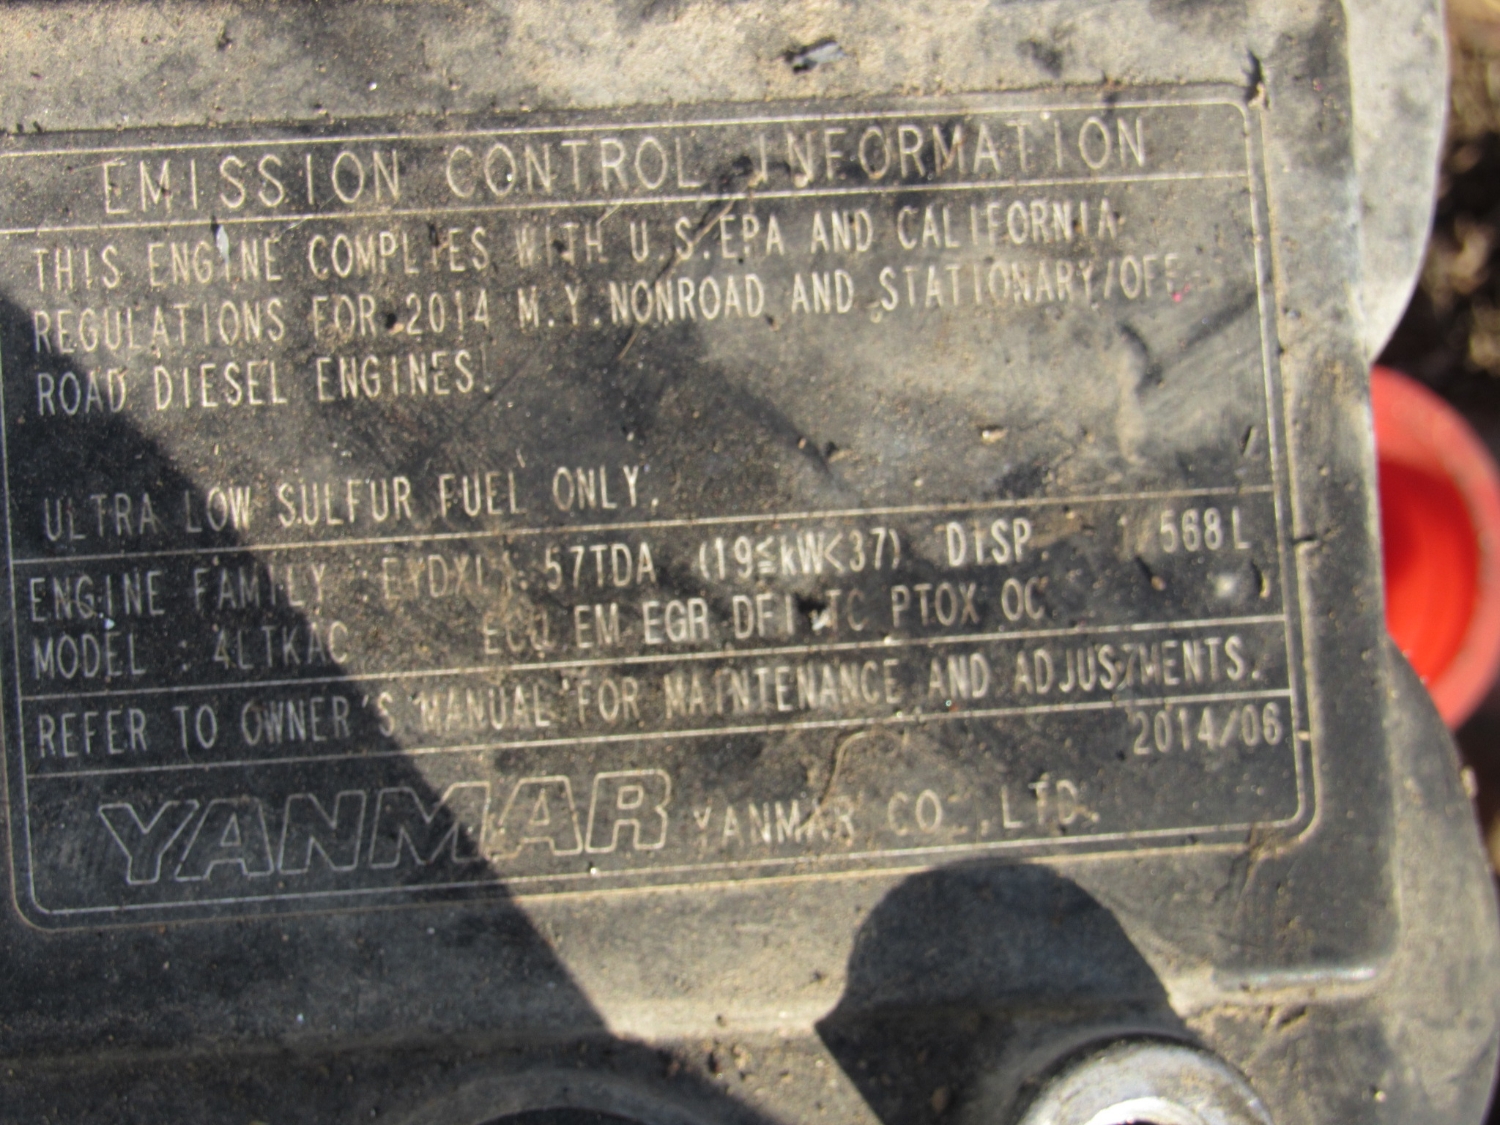 EMISSION CONTROL INFORMATION
THIS ENGINE COMPLIES WITH U.S.EPA AND CALIFORNIA
REGULATIONS FOR 2014 M.Y.NONROAD AND STATIONARY/OFF-
ROAD DIESEL ENGINES.
ULTRA LOW SULFUR FUEL ONLY.
ENGINE FAMILY : 57TDA (19≦kW<37) DISP. 568L
MODEL : 4LTKAC ECU EM EGR DFI TC PTOX OC
REFER TO OWNER'S MANUAL FOR MAINTENANCE AND ADJUSTMENTS.
2014/06
YANMAR YANMAR CO.,LTD.